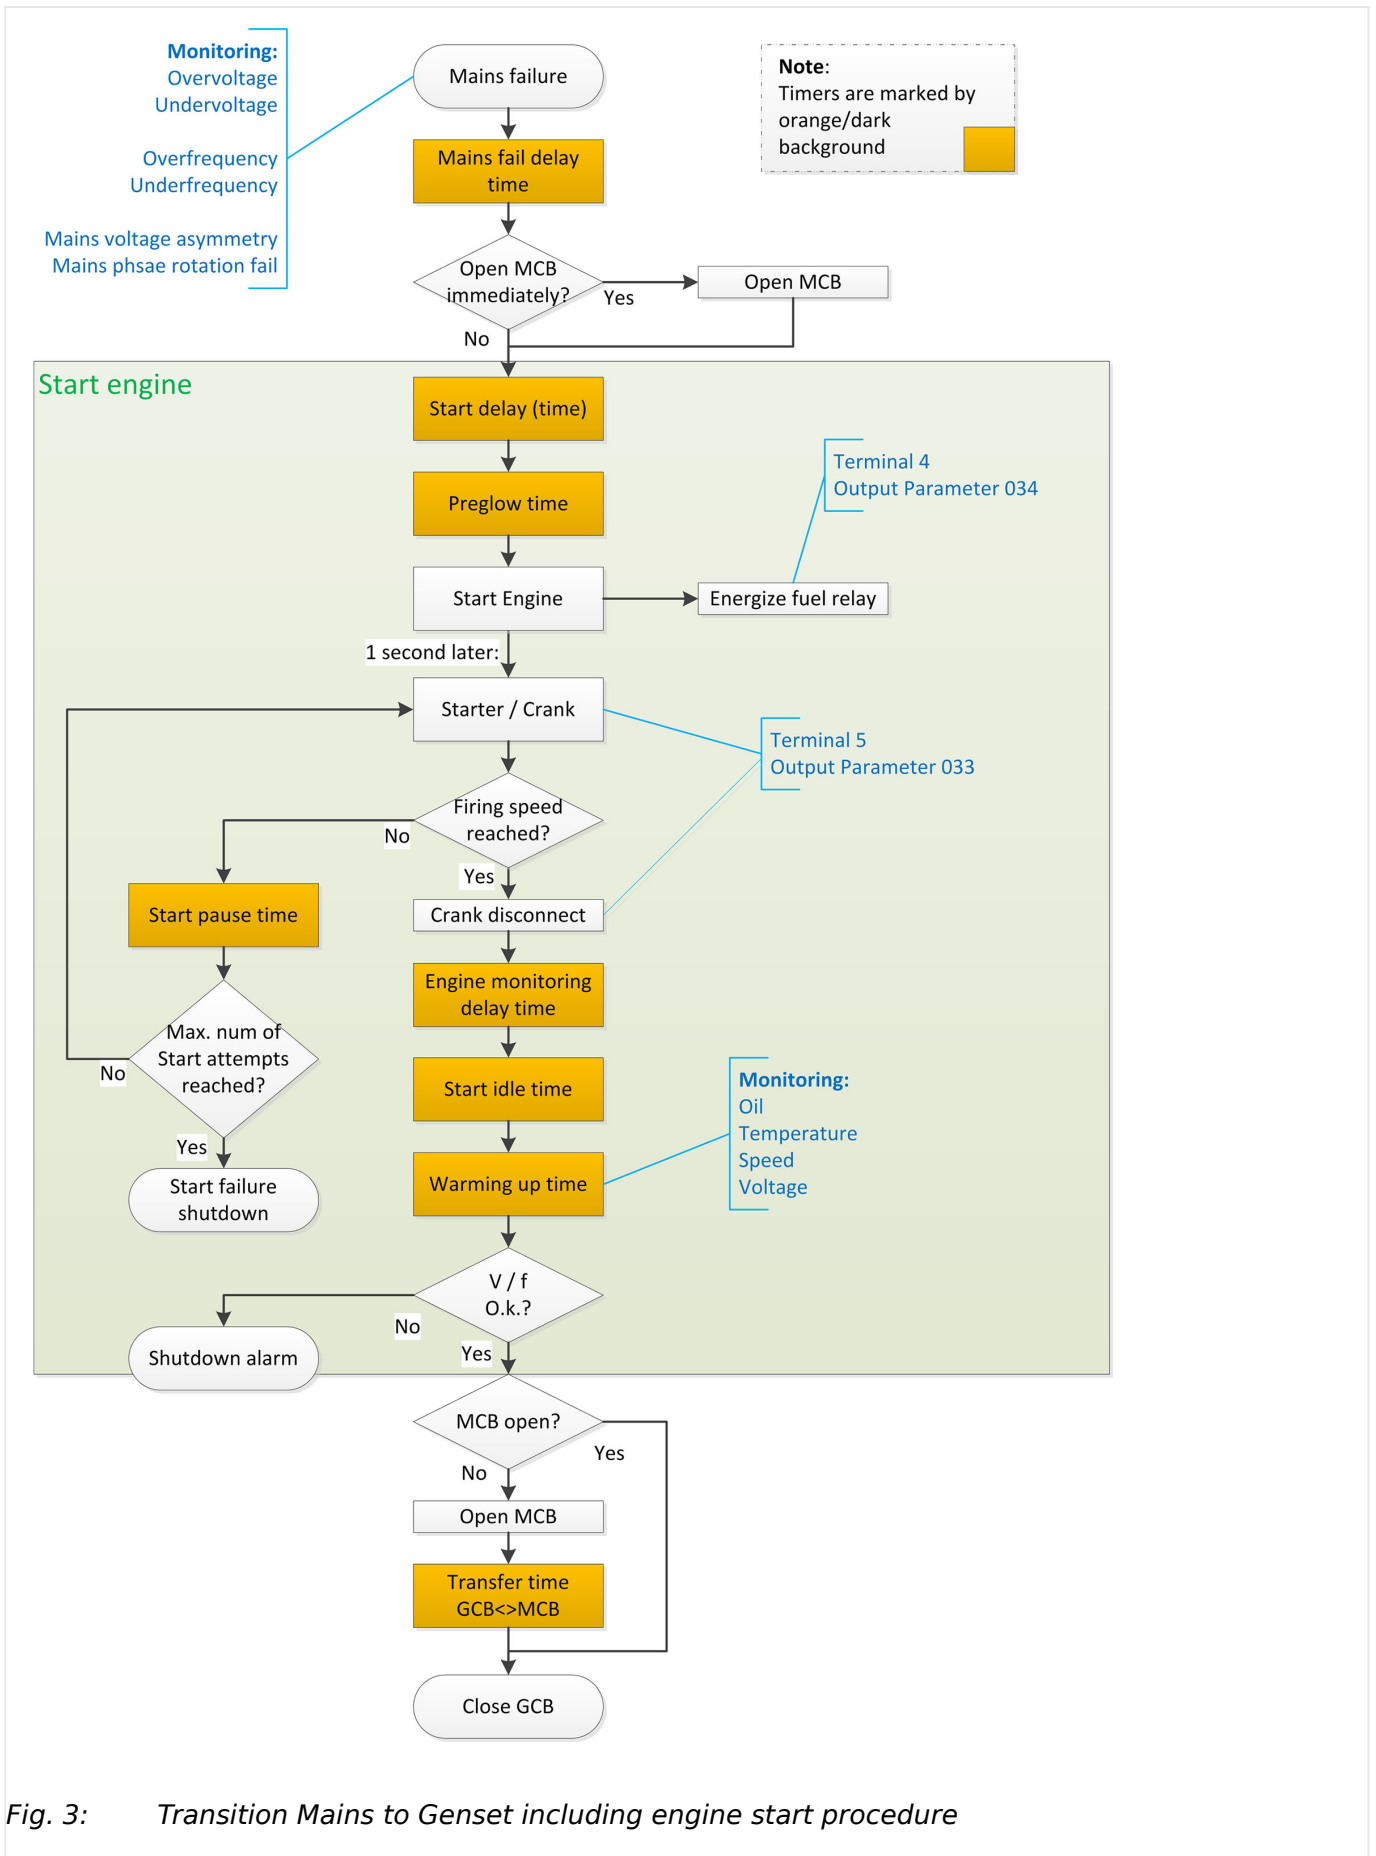 Monitoring:
Overvoltage
Undervoltage
Overfrequency
Underfrequency
Mains voltage asymmetry
Mains phsae rotation fail
Mains failure
Note:
Timers are marked by
orange/dark
background
Mains fail delay
time
Open MCB
immediately?
Yes
Open MCB
No
Start engine
Start delay (time)
Preglow time
Terminal 4
Output Parameter 034
Start Engine
Energize fuel relay
1 second later:
Starter / Crank
Terminal 5
Output Parameter 033
Firing speed
reached?
No
Yes
Start pause time
Crank disconnect
Engine monitoring
delay time
Max. num of
Start attempts
reached?
No
Yes
Start failure
shutdown
Start idle time
Monitoring:
Oil
Temperature
Speed
Voltage
Warming up time
V / f
O.k.?
No
Yes
Shutdown alarm
MCB open?
Yes
No
Open MCB
Transfer time
GCB<>MCB
Close GCB
Fig. 3: Transition Mains to Genset including engine start procedure